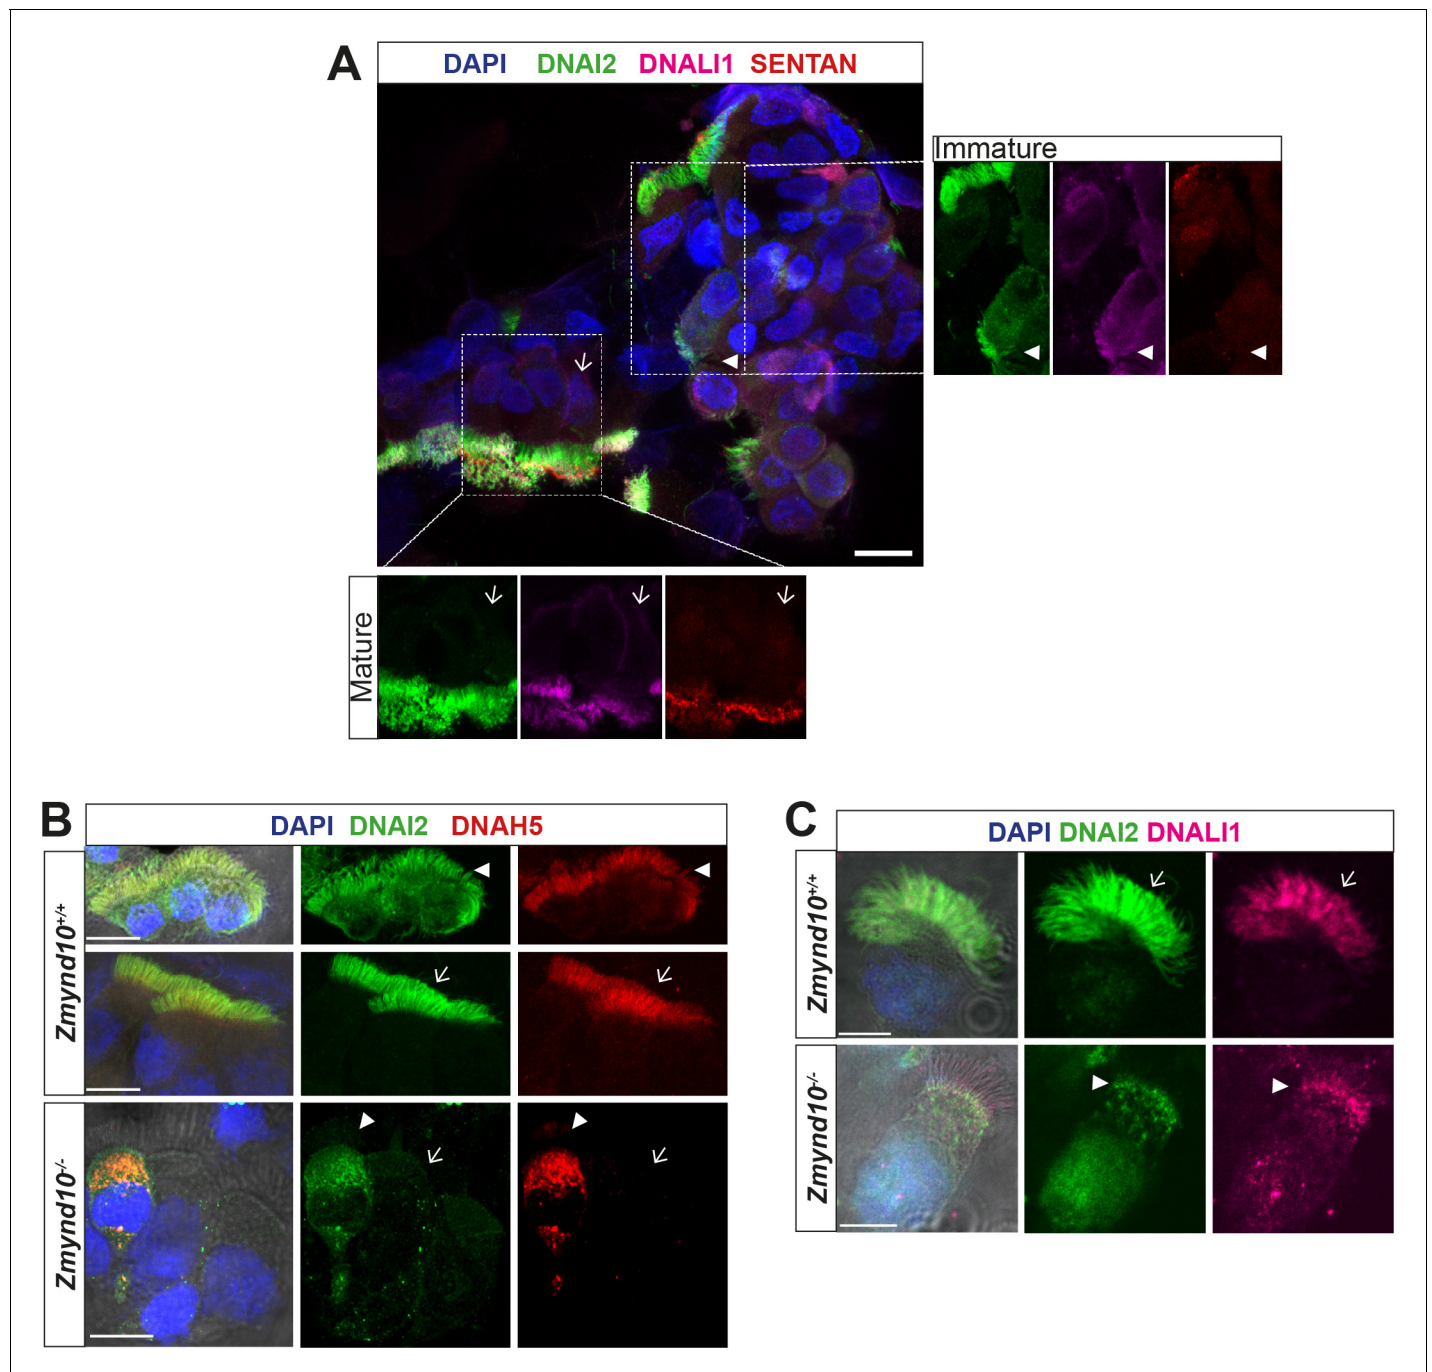 A
DAPI DNAI2 DNALI1 SENTAN
Immature
Mature
B
DAPI DNAI2 DNAH5
Zmynd10+/+
Zmynd10-/-
C
DAPI DNAI2 DNALI1
Zmynd10+/+
Zmynd10-/-